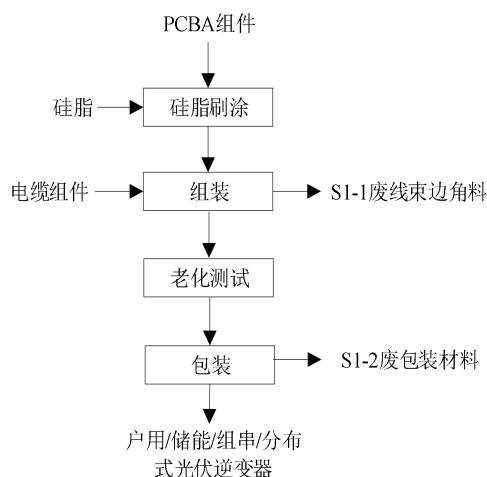 PCBA组件
硅脂
硅脂刷涂
电缆组件
组装
S1-1废线束边角料
老化测试
包装
S1-2废包装材料
户用/储能/组串/分布
式光伏逆变器